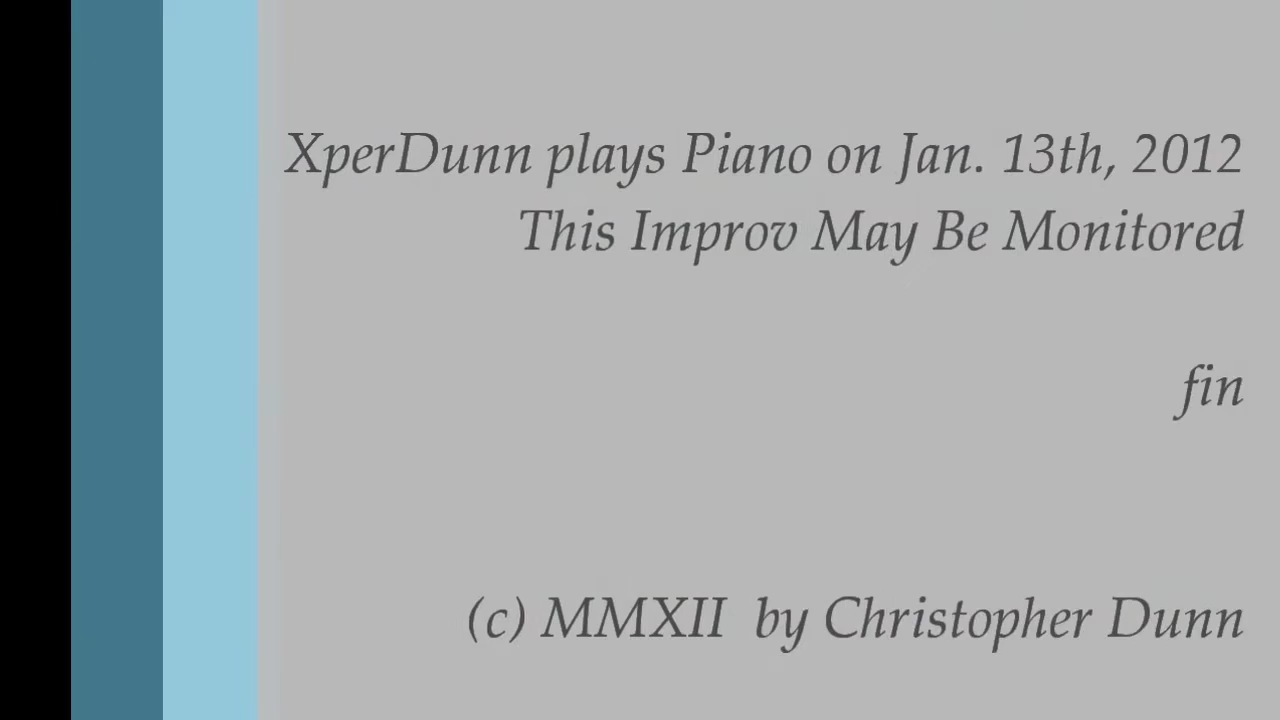 XperDunn plays Piano on Jan. 13th, 2012
This Improv May Be Monitored
fin
(c) MMXII by Christopher Dunn